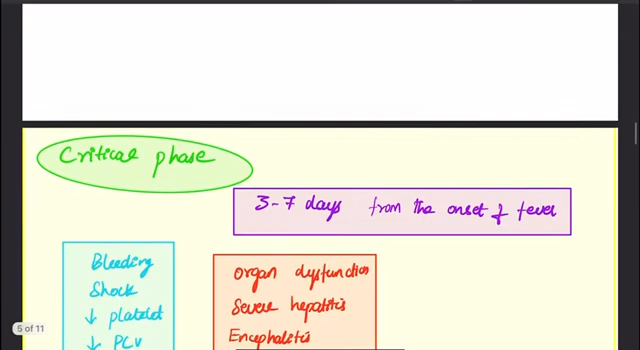 Critical phase
3-7 days from the onset of fever
Bleeding
Shock
↓ platelet
↓ PCV
Organ dysfunction
Severe hepatitis
Encephalitis
5 of 11